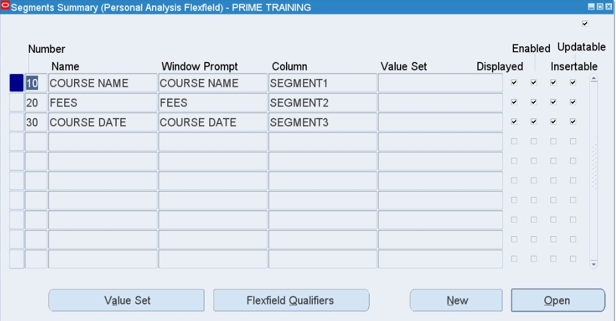 Segments Summary (Personal Analysis Flexfield) - PRIME TRAINING
Number Enabled Updatable
Name Window Prompt Column Value Set Displayed Insertable
10 COURSE NAME COURSE NAME SEGMENT1
20 FEES FEES SEGMENT2
30 COURSE DATE COURSE DATE SEGMENT3
Value Set Flexfield Qualifiers New Open